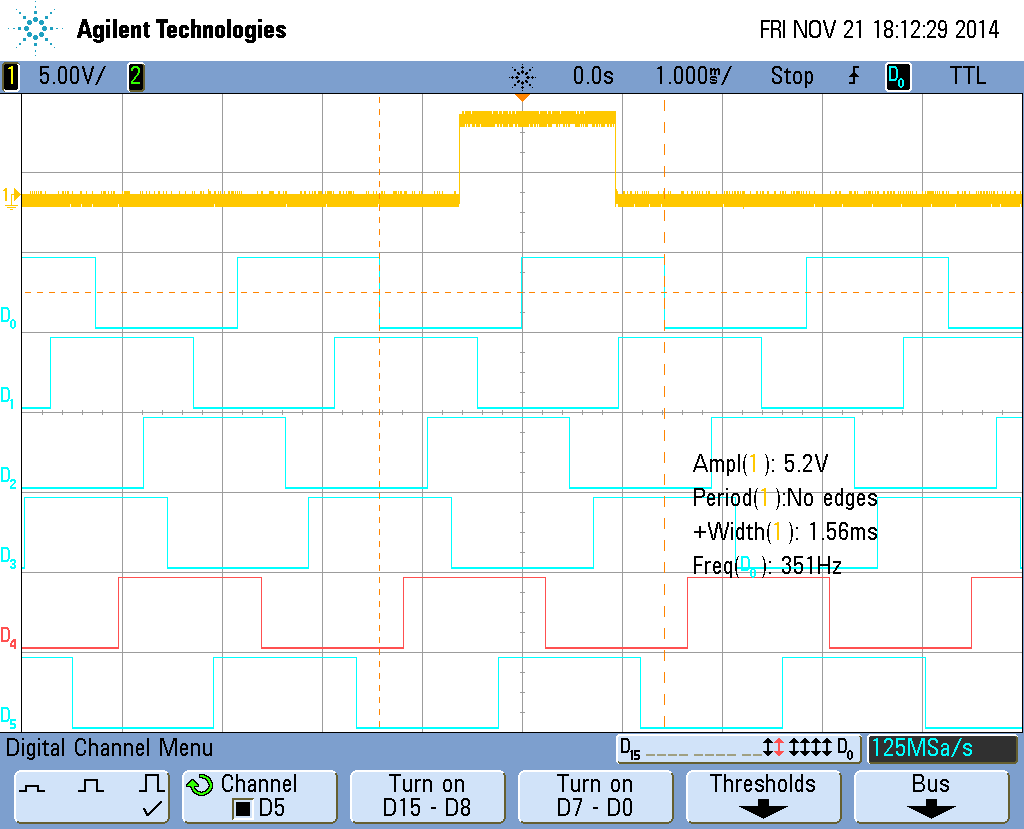 Agilent Technologies
FRI NOV 21 18:12:29 2014
1 5.00V/ 2 0.0s 1.000ms/ Stop D0 TTL
1
D0
D1
D2
Ampl(1 ): 5.2V
Period(1 ):No edges
+Width(1 ): 1.56ms
D3
Freq(D0 ): 351Hz
D4
D5
Digital Channel Menu
D15 D0
125MSa/s
Channel
D5
Turn on
D15 - D8
Turn on
D7 - D0
Thresholds
Bus